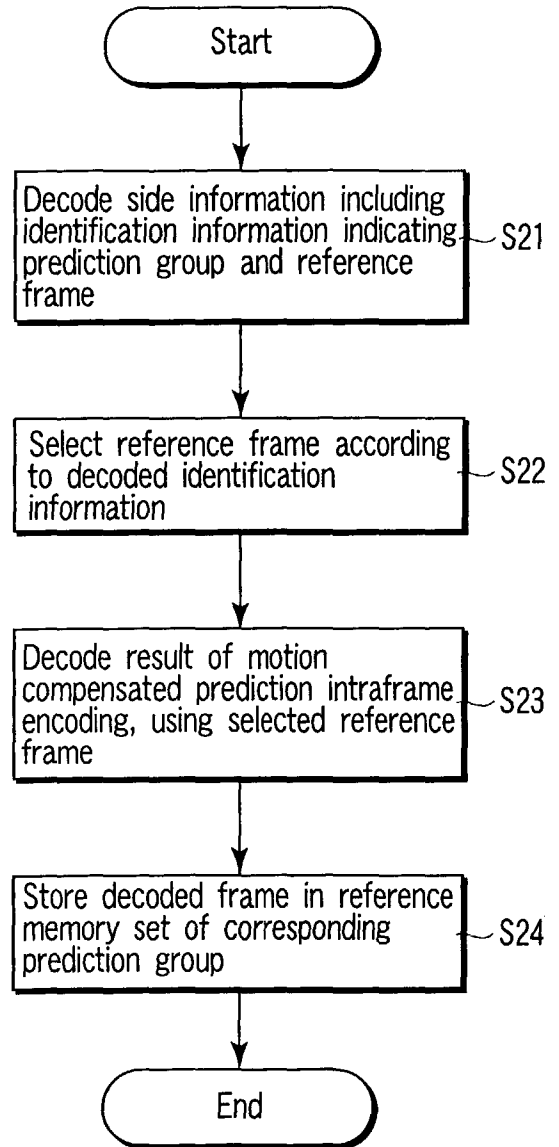 Start
Decode side information including
identification information indicating
prediction group and reference
frame
S21
Select reference frame according
to decoded identification
information
S22
Decode result of motion
compensated prediction intraframe
encoding, using selected reference
frame
S23
Store decoded frame in reference
memory set of corresponding
prediction group
S24
End